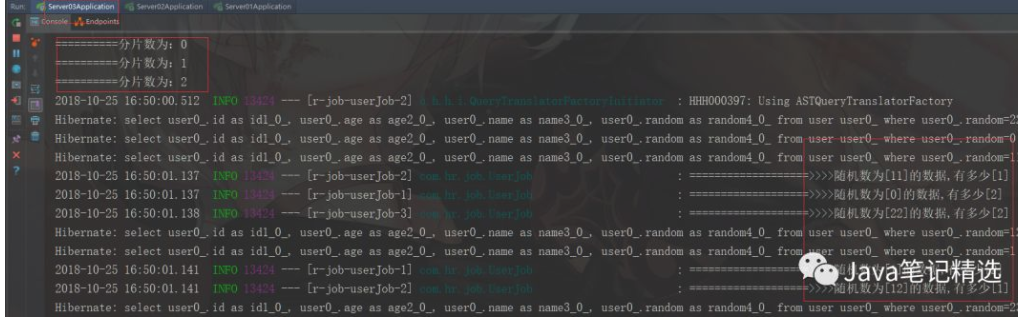 Run: Server03Application Server02Application Server01Application
Console Endpoints
==========分片数为: 0
==========分片数为: 1
==========分片数为: 2
2018-10-25 16:50:00.512 INFO 13424 --- [r-job-userJob-2] o.h.h.i.QueryTranslatorFactoryInitiator : HHH000397: Using ASTQueryTranslatorFactory
Hibernate: select user0_.id as id1_0_, user0_.age as age2_0_, user0_.name as name3_0_, user0_.random as random4_0_ from user user0_ where user0_.random=22
Hibernate: select user0_.id as id1_0_, user0_.age as age2_0_, user0_.name as name3_0_, user0_.random as random4_0_ from user user0_ where user0_.random=0
Hibernate: select user0_.id as id1_0_, user0_.age as age2_0_, user0_.name as name3_0_, user0_.random as random4_0_ from user user0_ where user0_.random=1
2018-10-25 16:50:01.137 INFO 13424 --- [r-job-userJob-2] com.hr.job.UserJob : ==================>>>>随机数为[11]的数据,有多少[1]
2018-10-25 16:50:01.137 INFO 13424 --- [r-job-userJob-1] com.hr.job.UserJob : ==================>>>>随机数为[0]的数据,有多少[2]
2018-10-25 16:50:01.138 INFO 13424 --- [r-job-userJob-3] com.hr.job.UserJob : ==================>>>>随机数为[22]的数据,有多少[2]
Hibernate: select user0_.id as id1_0_, user0_.age as age2_0_, user0_.name as name3_0_, user0_.random as random4_0_ from user user0_ where user0_.random=12
Hibernate: select user0_.id as id1_0_, user0_.age as age2_0_, user0_.name as name3_0_, user0_.random as random4_0_ from user user0_ where user0_.random=1
2018-10-25 16:50:01.141 INFO 13424 --- [r-job-userJob-1] com.hr.job.UserJob : ==================>>>>随机数为
2018-10-25 16:50:01.141 INFO 13424 --- [r-job-userJob-2] com.hr.job.UserJob : ==================>>>>随机数为[12]的数据,有多少[1]
Java笔记精选
Hibernate: select user0_.id as id1_0_, user0_.age as age2_0_, user0_.name as name3_0_, user0_.random as random4_0_ from user user0_ where user0_.random=2